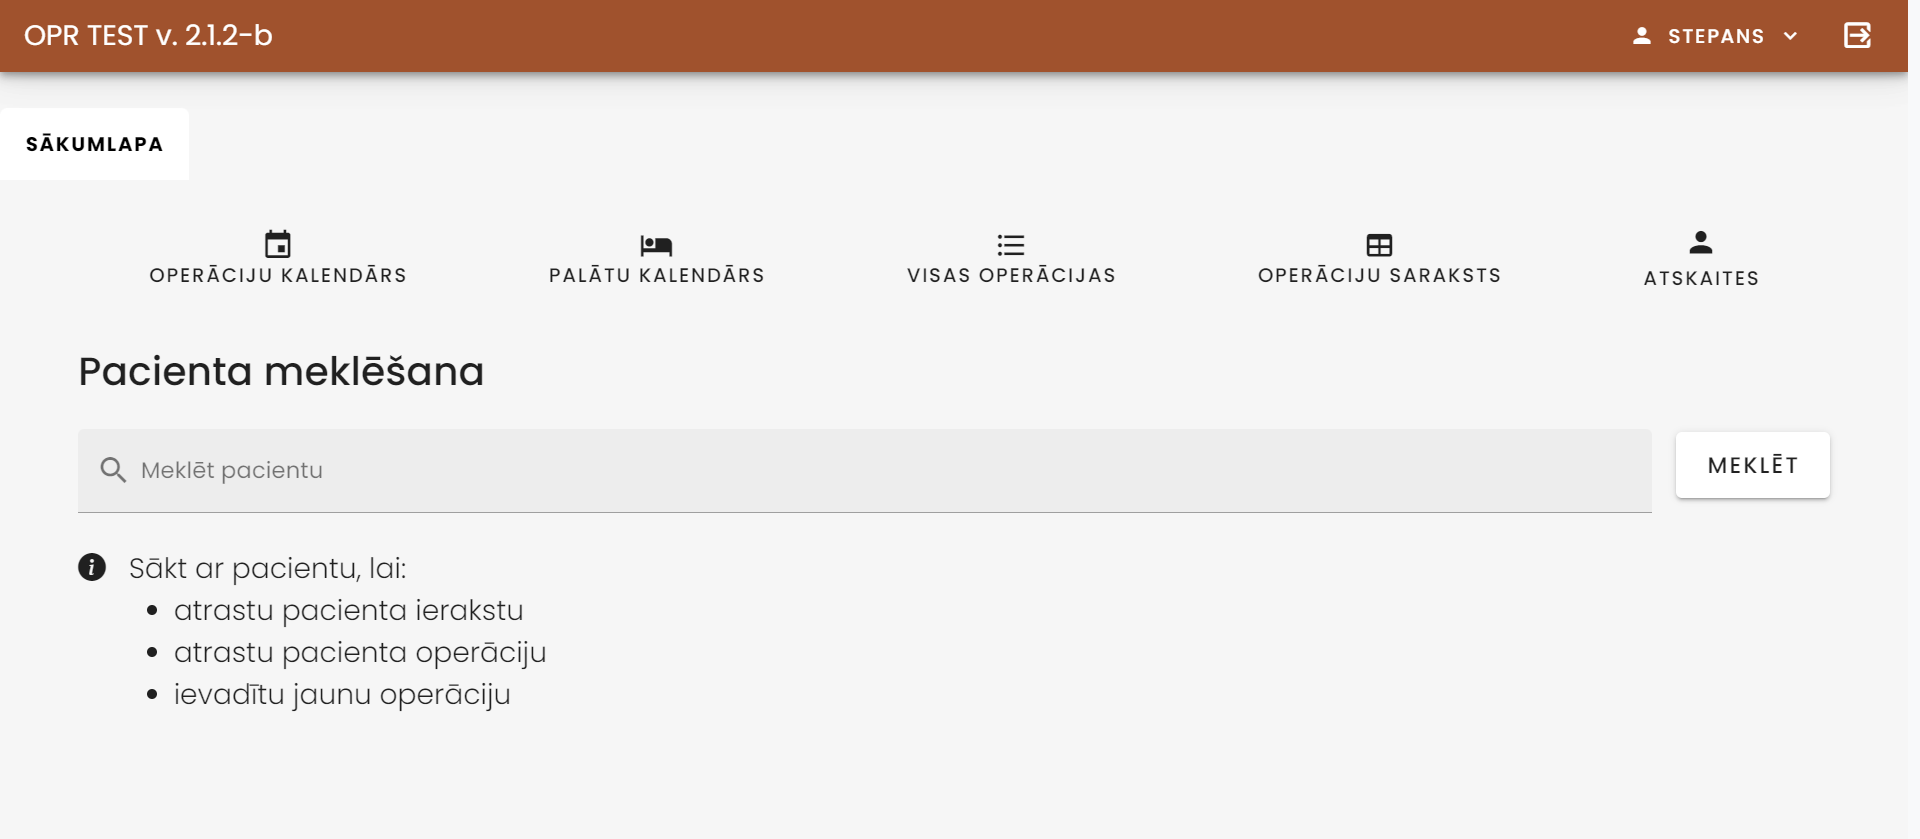 OPR TEST v. 2.1.2-b
STEPANS
SĀKUMLAPA
OPERĀCIJU KALENDĀRS
PALĀTU KALENDĀRS
VISAS OPERĀCIJAS
OPERĀCIJU SARAKSTS
ATSKAITES
Pacienta meklēšana
Meklēt pacientu
MEKLĒT
Sākt ar pacientu, lai:
atrastu pacienta ierakstu
atrastu pacienta operāciju
ievadītu jaunu operāciju